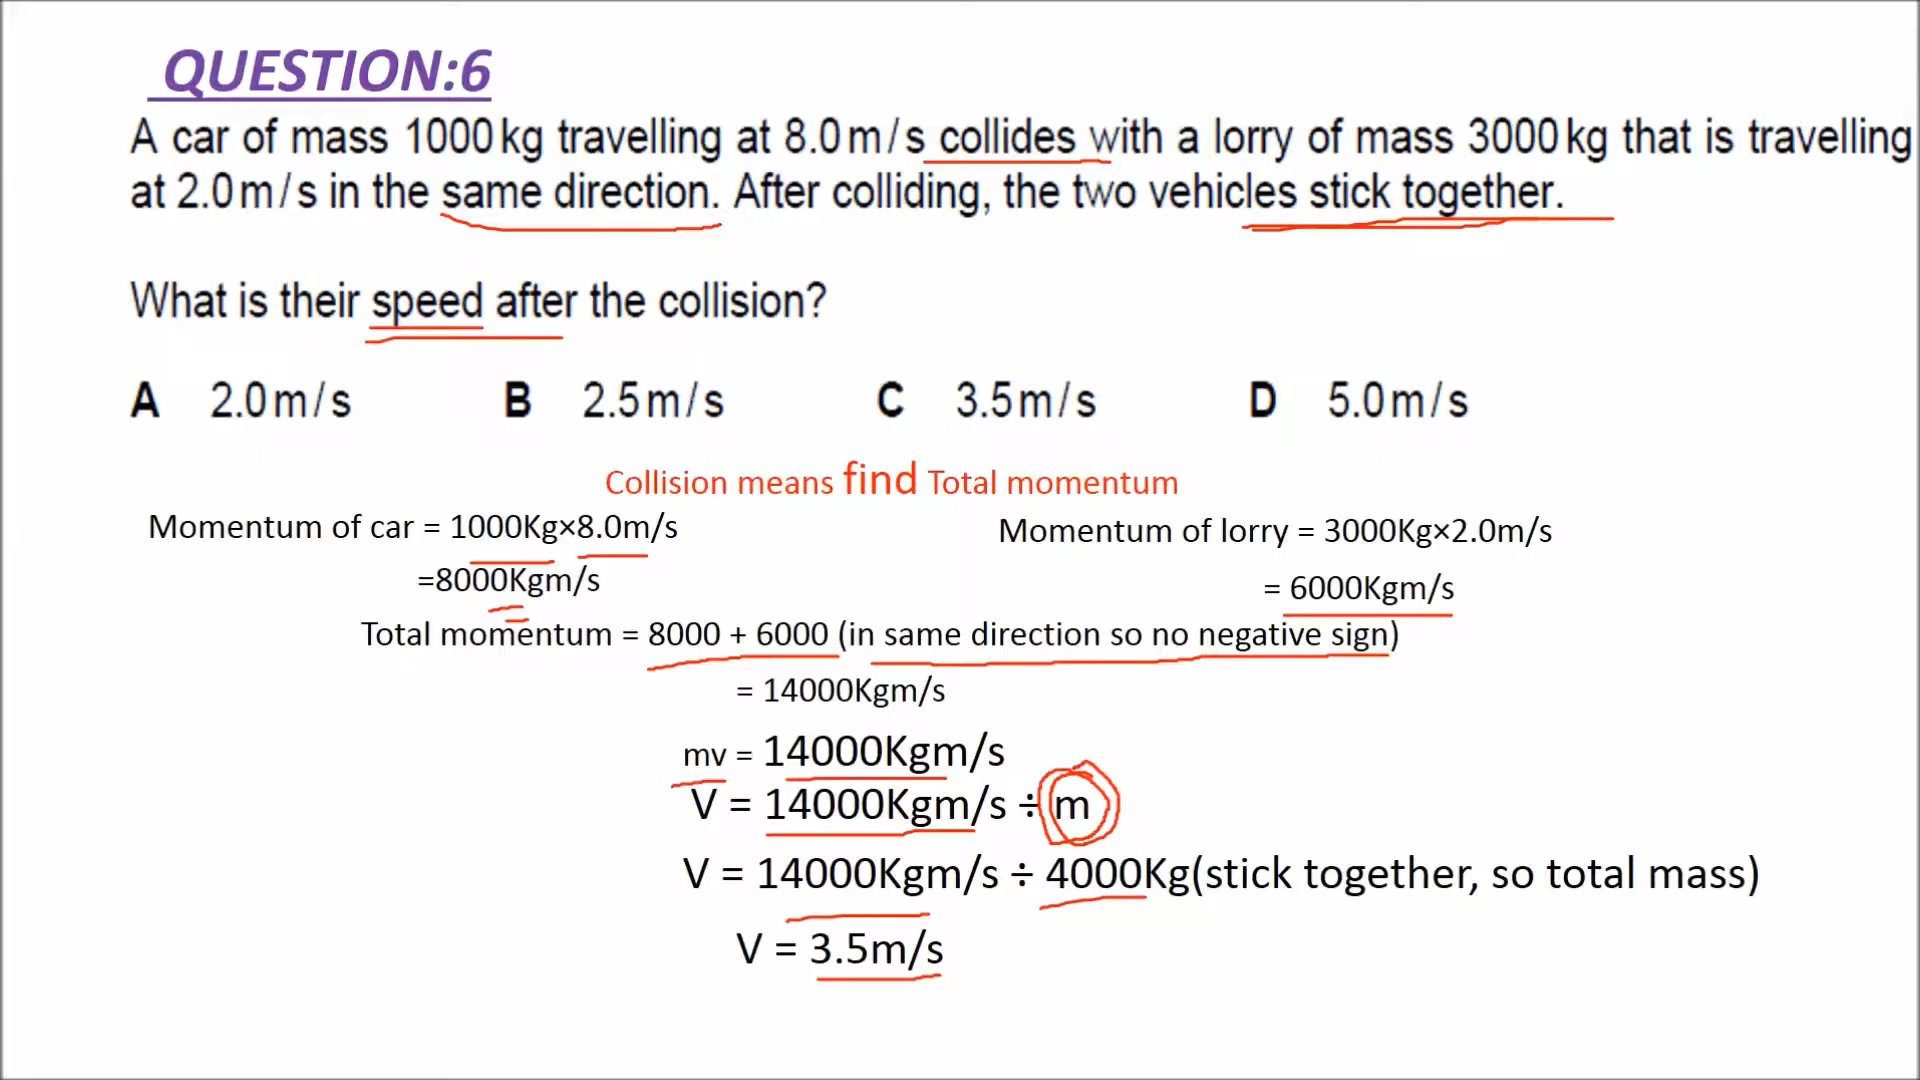 QUESTION:6
A car of mass 1000 kg travelling at 8.0 m/s collides with a lorry of mass 3000 kg that is travelling
at 2.0 m/s in the same direction. After colliding, the two vehicles stick together.
What is their speed after the collision?
A 2.0 m/s B 2.5 m/s C 3.5 m/s D 5.0 m/s
Collision means find Total momentum
Momentum of car = 1000Kg×8.0m/s Momentum of lorry = 3000Kg×2.0m/s
=8000Kgm/s = 6000Kgm/s
Total momentum = 8000 + 6000 (in same direction so no negative sign)
= 14000Kgm/s
mv = 14000Kgm/s
V = 14000Kgm/s ÷ m
V = 14000Kgm/s ÷ 4000Kg(stick together, so total mass)
V = 3.5m/s